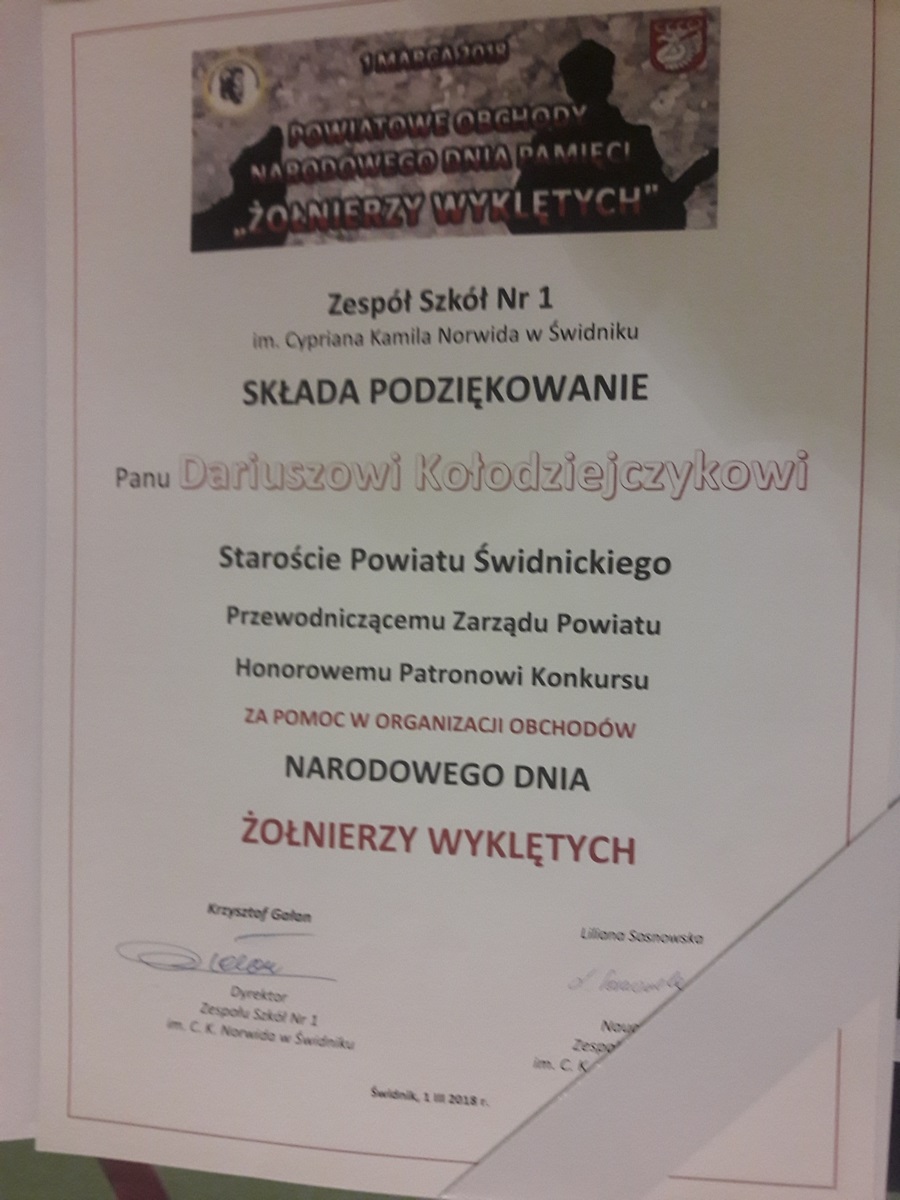 1 MARCA 2018
POWIATOWE OBCHODY
NARODOWEGO DNIA PAMIĘCI
„ŻOŁNIERZY WYKLĘTYCH"
Zespół Szkół Nr 1
im. Cypriana Kamila Norwida w Świdniku
SKŁADA PODZIĘKOWANIE
Panu Dariuszowi Kołodziejczykowi
Staroście Powiatu Świdnickiego
Przewodniczącemu Zarządu Powiatu
Honorowemu Patronowi Konkursu
ZA POMOC W ORGANIZACJI OBCHODÓW
NARODOWEGO DNIA
ŻOŁNIERZY WYKLĘTYCH
Krzysztof Gałan
Dyrektor
Zespołu Szkół Nr 1
im. C. K. Norwida w Świdniku
Liliana Sosnowska
im. C. K.
Świdnik, 1 III 2018 r.